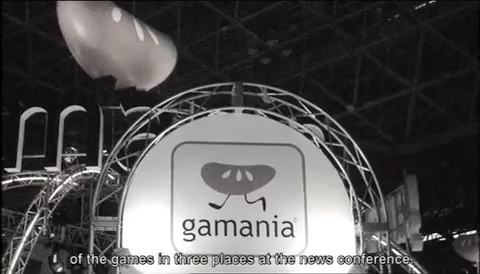 gamania®
of the games in three places at the news conference,